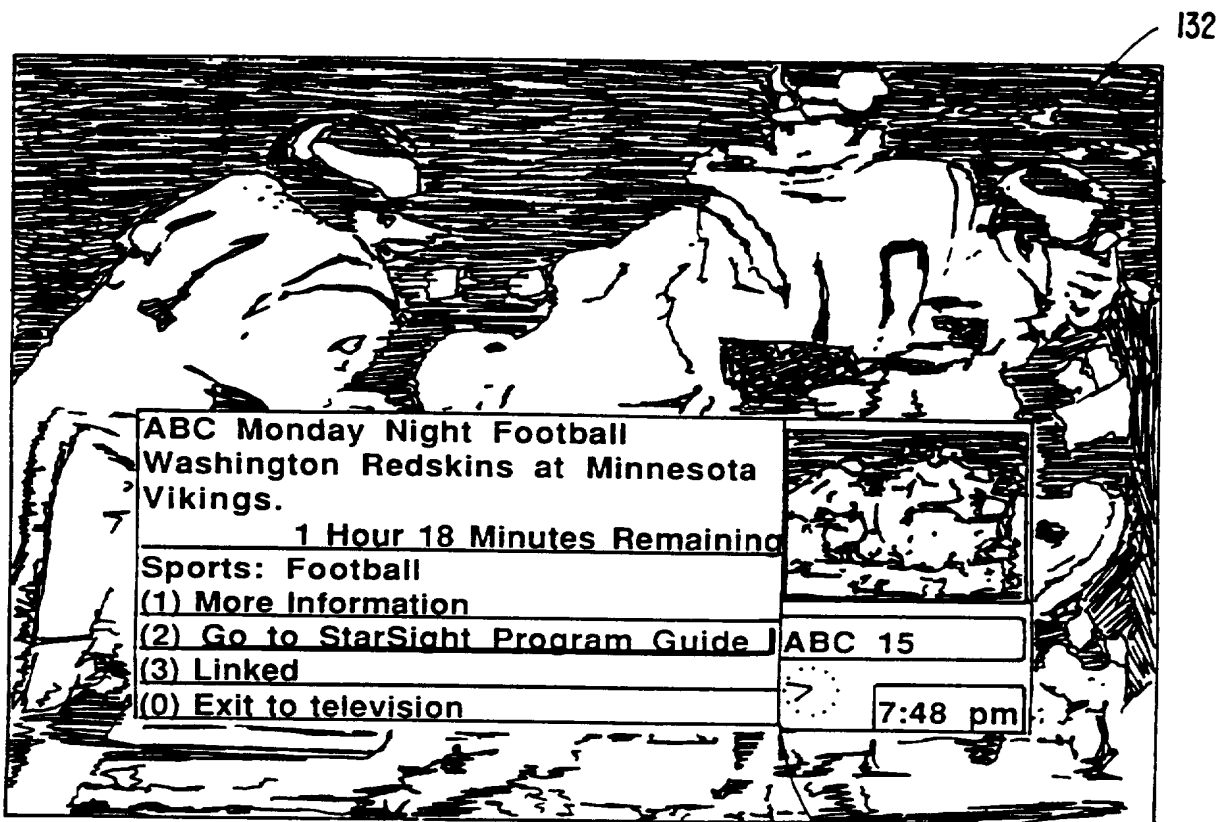 132
ABC Monday Night Football
Washington Redskins at Minnesota
Vikings.
1 Hour 18 Minutes Remaining
Sports: Football
(1) More Information
(2) Go to StarSight Program Guide
ABC 15
(3) Linked
(0) Exit to television
7:48 pm